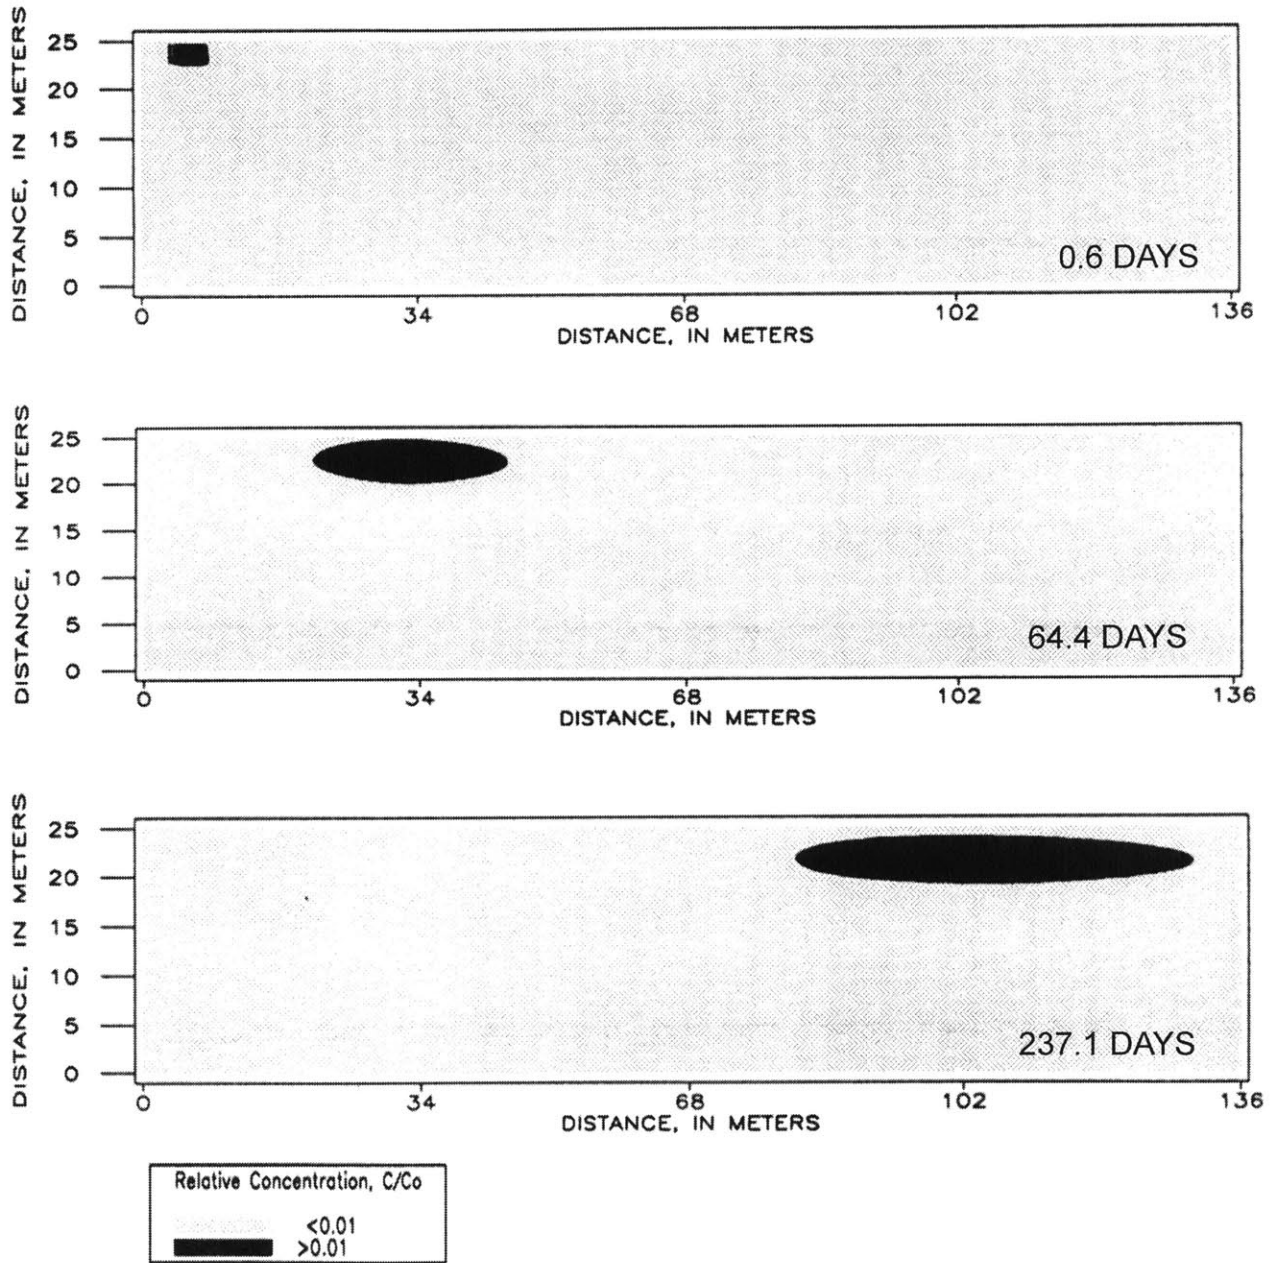 DISTANCE, IN METERS
25
20
15
10
5
0
0.6 DAYS
0 34 68 102 136
DISTANCE, IN METERS
DISTANCE, IN METERS
25
20
15
10
5
0
64.4 DAYS
0 34 68 102 136
DISTANCE, IN METERS
DISTANCE, IN METERS
25
20
15
10
5
0
237.1 DAYS
0 34 68 102 136
DISTANCE, IN METERS
Relative Concentration, C/Co
<0.01
>0.01